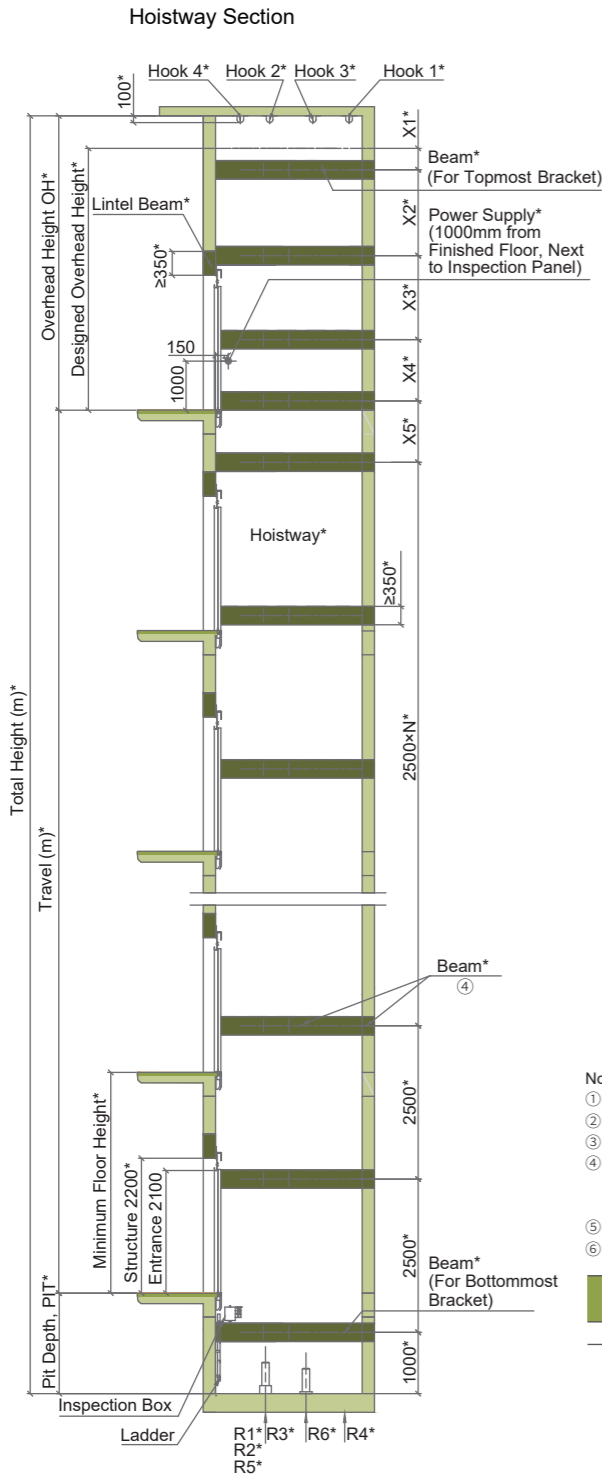 Hoistway Section
Hook 4*
Hook 2*
Hook 3*
Hook 1*
100*
X1*
Beam*
(For Topmost Bracket)
Overhead Height OH*
Designed Overhead Height*
Lintel Beam*
≥350*
X2*
Power Supply*
(1000mm from
Finished Floor, Next
to Inspection Panel)
X3*
150
1000
X4*
X5*
Hoistway*
≥350*
Total Height (m)*
Travel (m)*
2500×N*
Beam*
④
2500*
No
①
②
③
④
⑤
⑥
Minimum Floor Height*
Structure 2200*
Entrance 2100
2500*
Beam*
(For Bottommost
Bracket)
Pit Depth, PIT*
1000*
Inspection Box
Ladder
R1* R3* R6* R4*
R2*
R5*